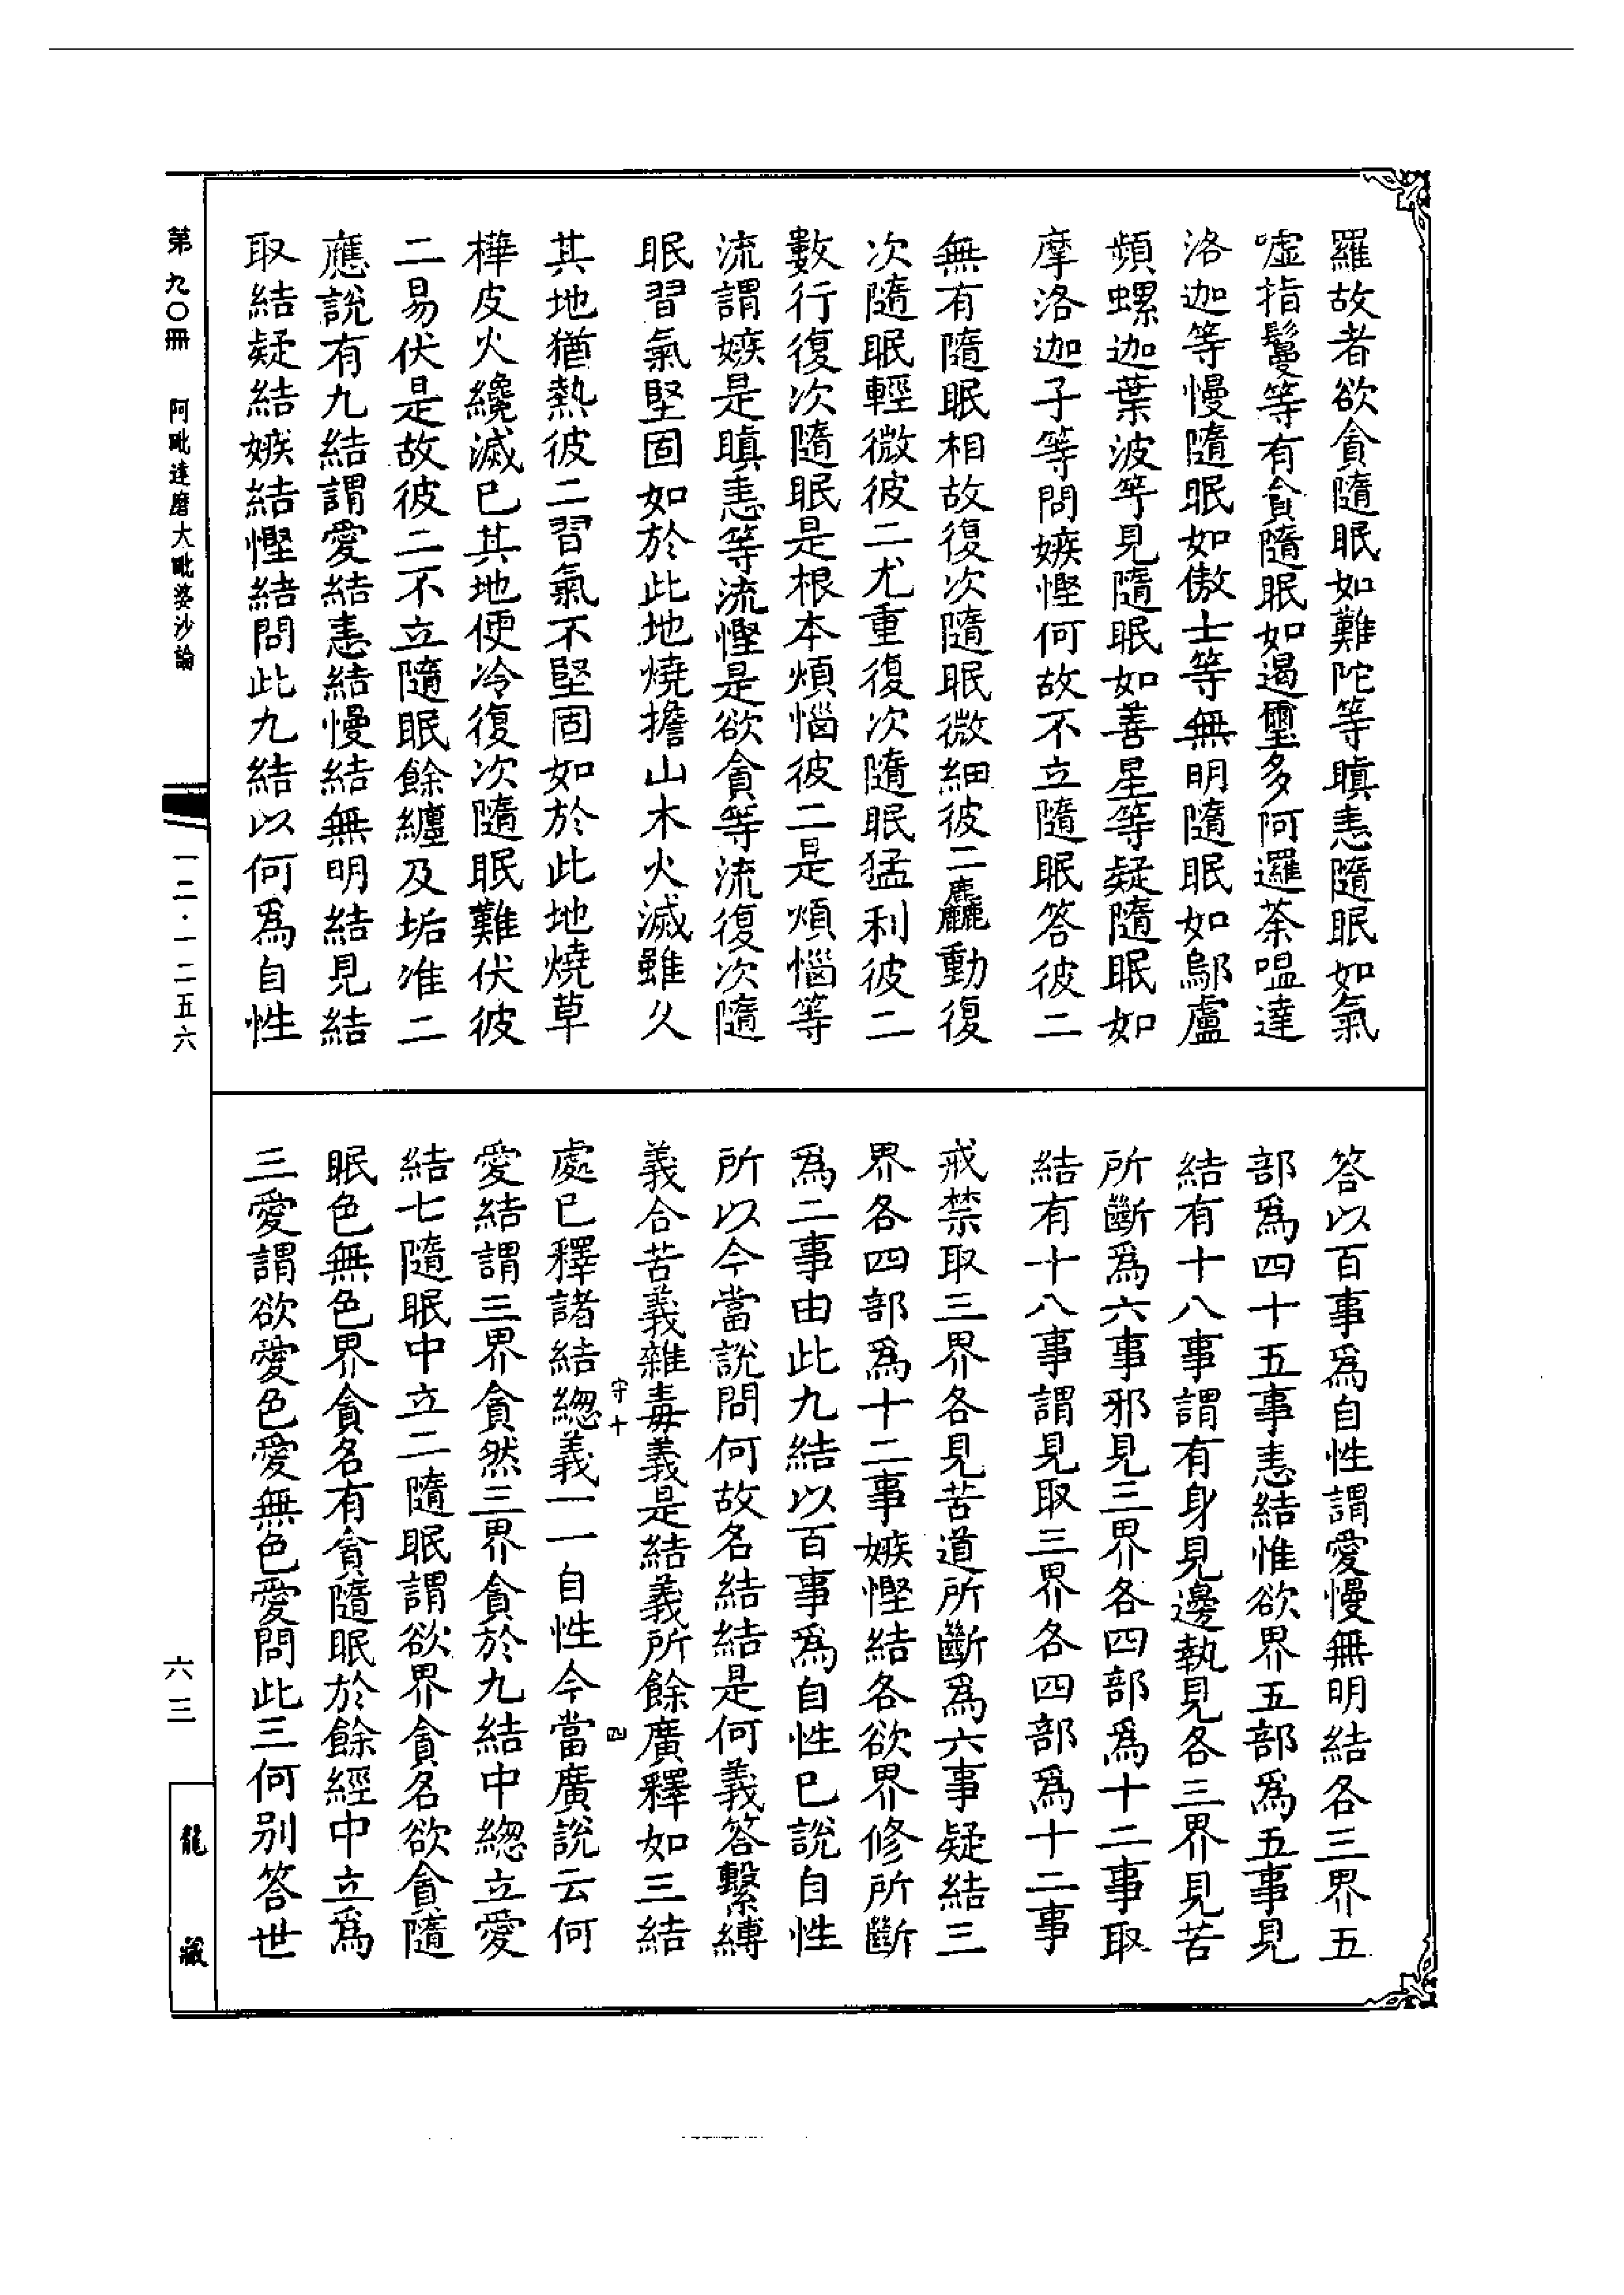 羅故者欲貪隨眠如難陀等瞋恚隨眠如氣
噓指鬘等有貪隨眠如遏璽多阿邏荼嗢達
洛迦等慢隨眠如傲士等無明隨眠如鄔盧
頻螺迦葉波等見隨眠如善星等疑隨眠如
摩洛迦子等問嫉慳何故不立隨眠答彼二
無有隨眠相故復次隨眠微細彼二麤動復
次隨眠輕微彼二尤重復次隨眠猛利彼二
數行復次隨眠是根本煩惱彼二是煩惱等
流謂嫉是瞋恚等流慳是欲貪等流復次隨
眠習氣堅固如於此地燒擔山木火滅雖久
其地猶熱彼二習氣不堅固如於此地燒草
樺皮火纔滅已其地便冷復次隨眠難伏彼
二易伏是故彼二不立隨眠餘纏及垢准二
應說有九結謂愛結恚結慢結無明結見結
取結疑結嫉結慳結問此九結以何爲自性
答以百事爲自性謂愛慢無明結各三界五
部爲四十五事恚結惟欲界五部爲五事見
結有十八事謂有身見邊執見各三界見苦
所斷爲六事邪見三界各四部爲十二事取
結有十八事謂見取三界各四部爲十二事
戒禁取三界各見苦道所斷爲六事疑結三
界各四部爲十二事嫉慳結各欲界修所斷
爲二事由此九結以百事爲自性已說自性
所以今當說問何故名結結是何義答繫縛
義合苦義雜毒義是結義所餘廣釋如三結
守十
四
處已釋諸結總義一一自性今當廣說云何
愛結謂三界貪然三界貪於九結中總立愛
結七隨眠中立二隨眠謂欲界貪名欲貪隨
眠色無色界貪名有貪隨眠於餘經中立爲
三愛謂欲愛色愛無色愛問此三何別答世
第九〇冊
阿毗達磨大毗婆沙論
一二·一二五六
六三
龍藏